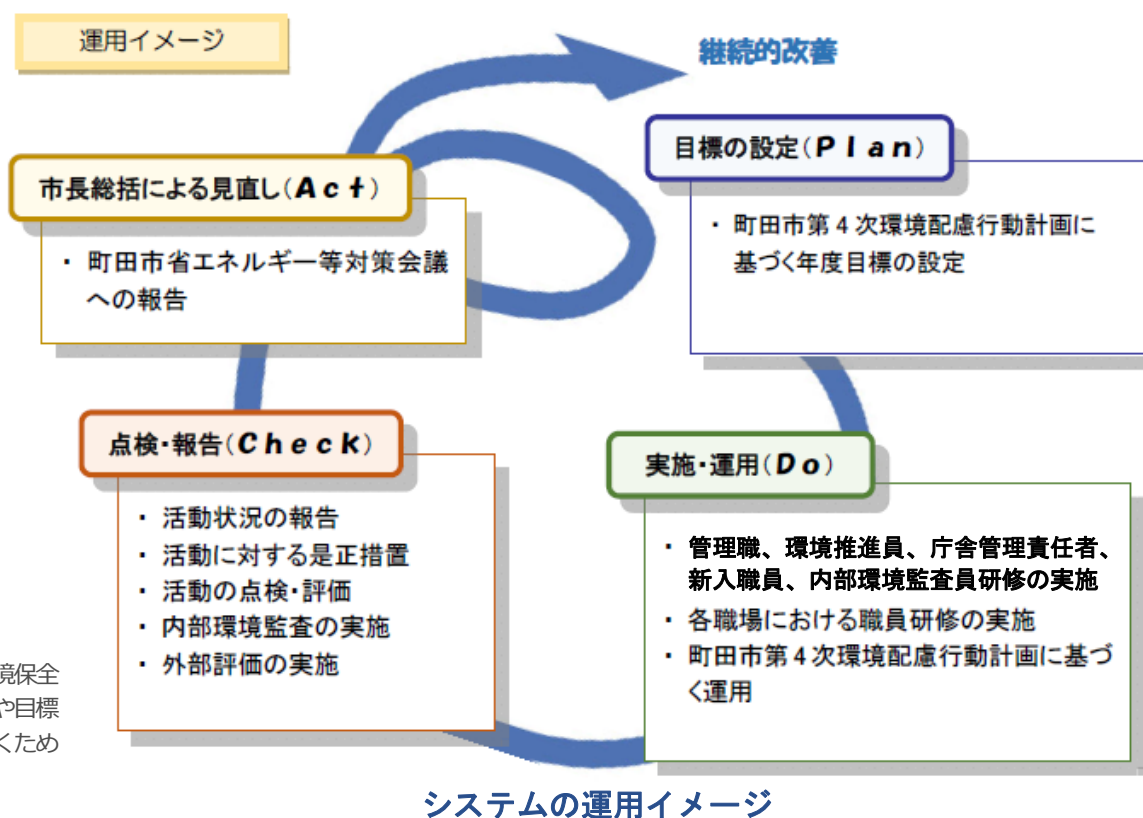 運用イメージ
継続的改善
目標の設定(Plan)
・ 町田市第4次環境配慮行動計画に
基づく年度目標の設定
市長総括による見直し(Act)
・ 町田市省エネルギー等対策会議
への報告
点検・報告(Check)
・ 活動状況の報告
・ 活動に対する是正措置
・ 活動の点検・評価
・ 内部環境監査の実施
・ 外部評価の実施
実施・運用(Do)
・ 管理職、環境推進員、庁舎管理責任者、
新入職員、内部環境監査員研修の実施
・ 各職場における職員研修の実施
・ 町田市第4次環境配慮行動計画に基づ
く運用
境保全
や目標
くため
システムの運用イメージ